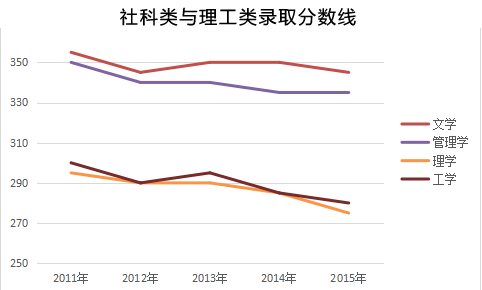 社科类与理工类录取分数线
350
330
310
290
270
250
2011年
2012年
2013年
2014年
2015年
文学
管理学
理学
工学